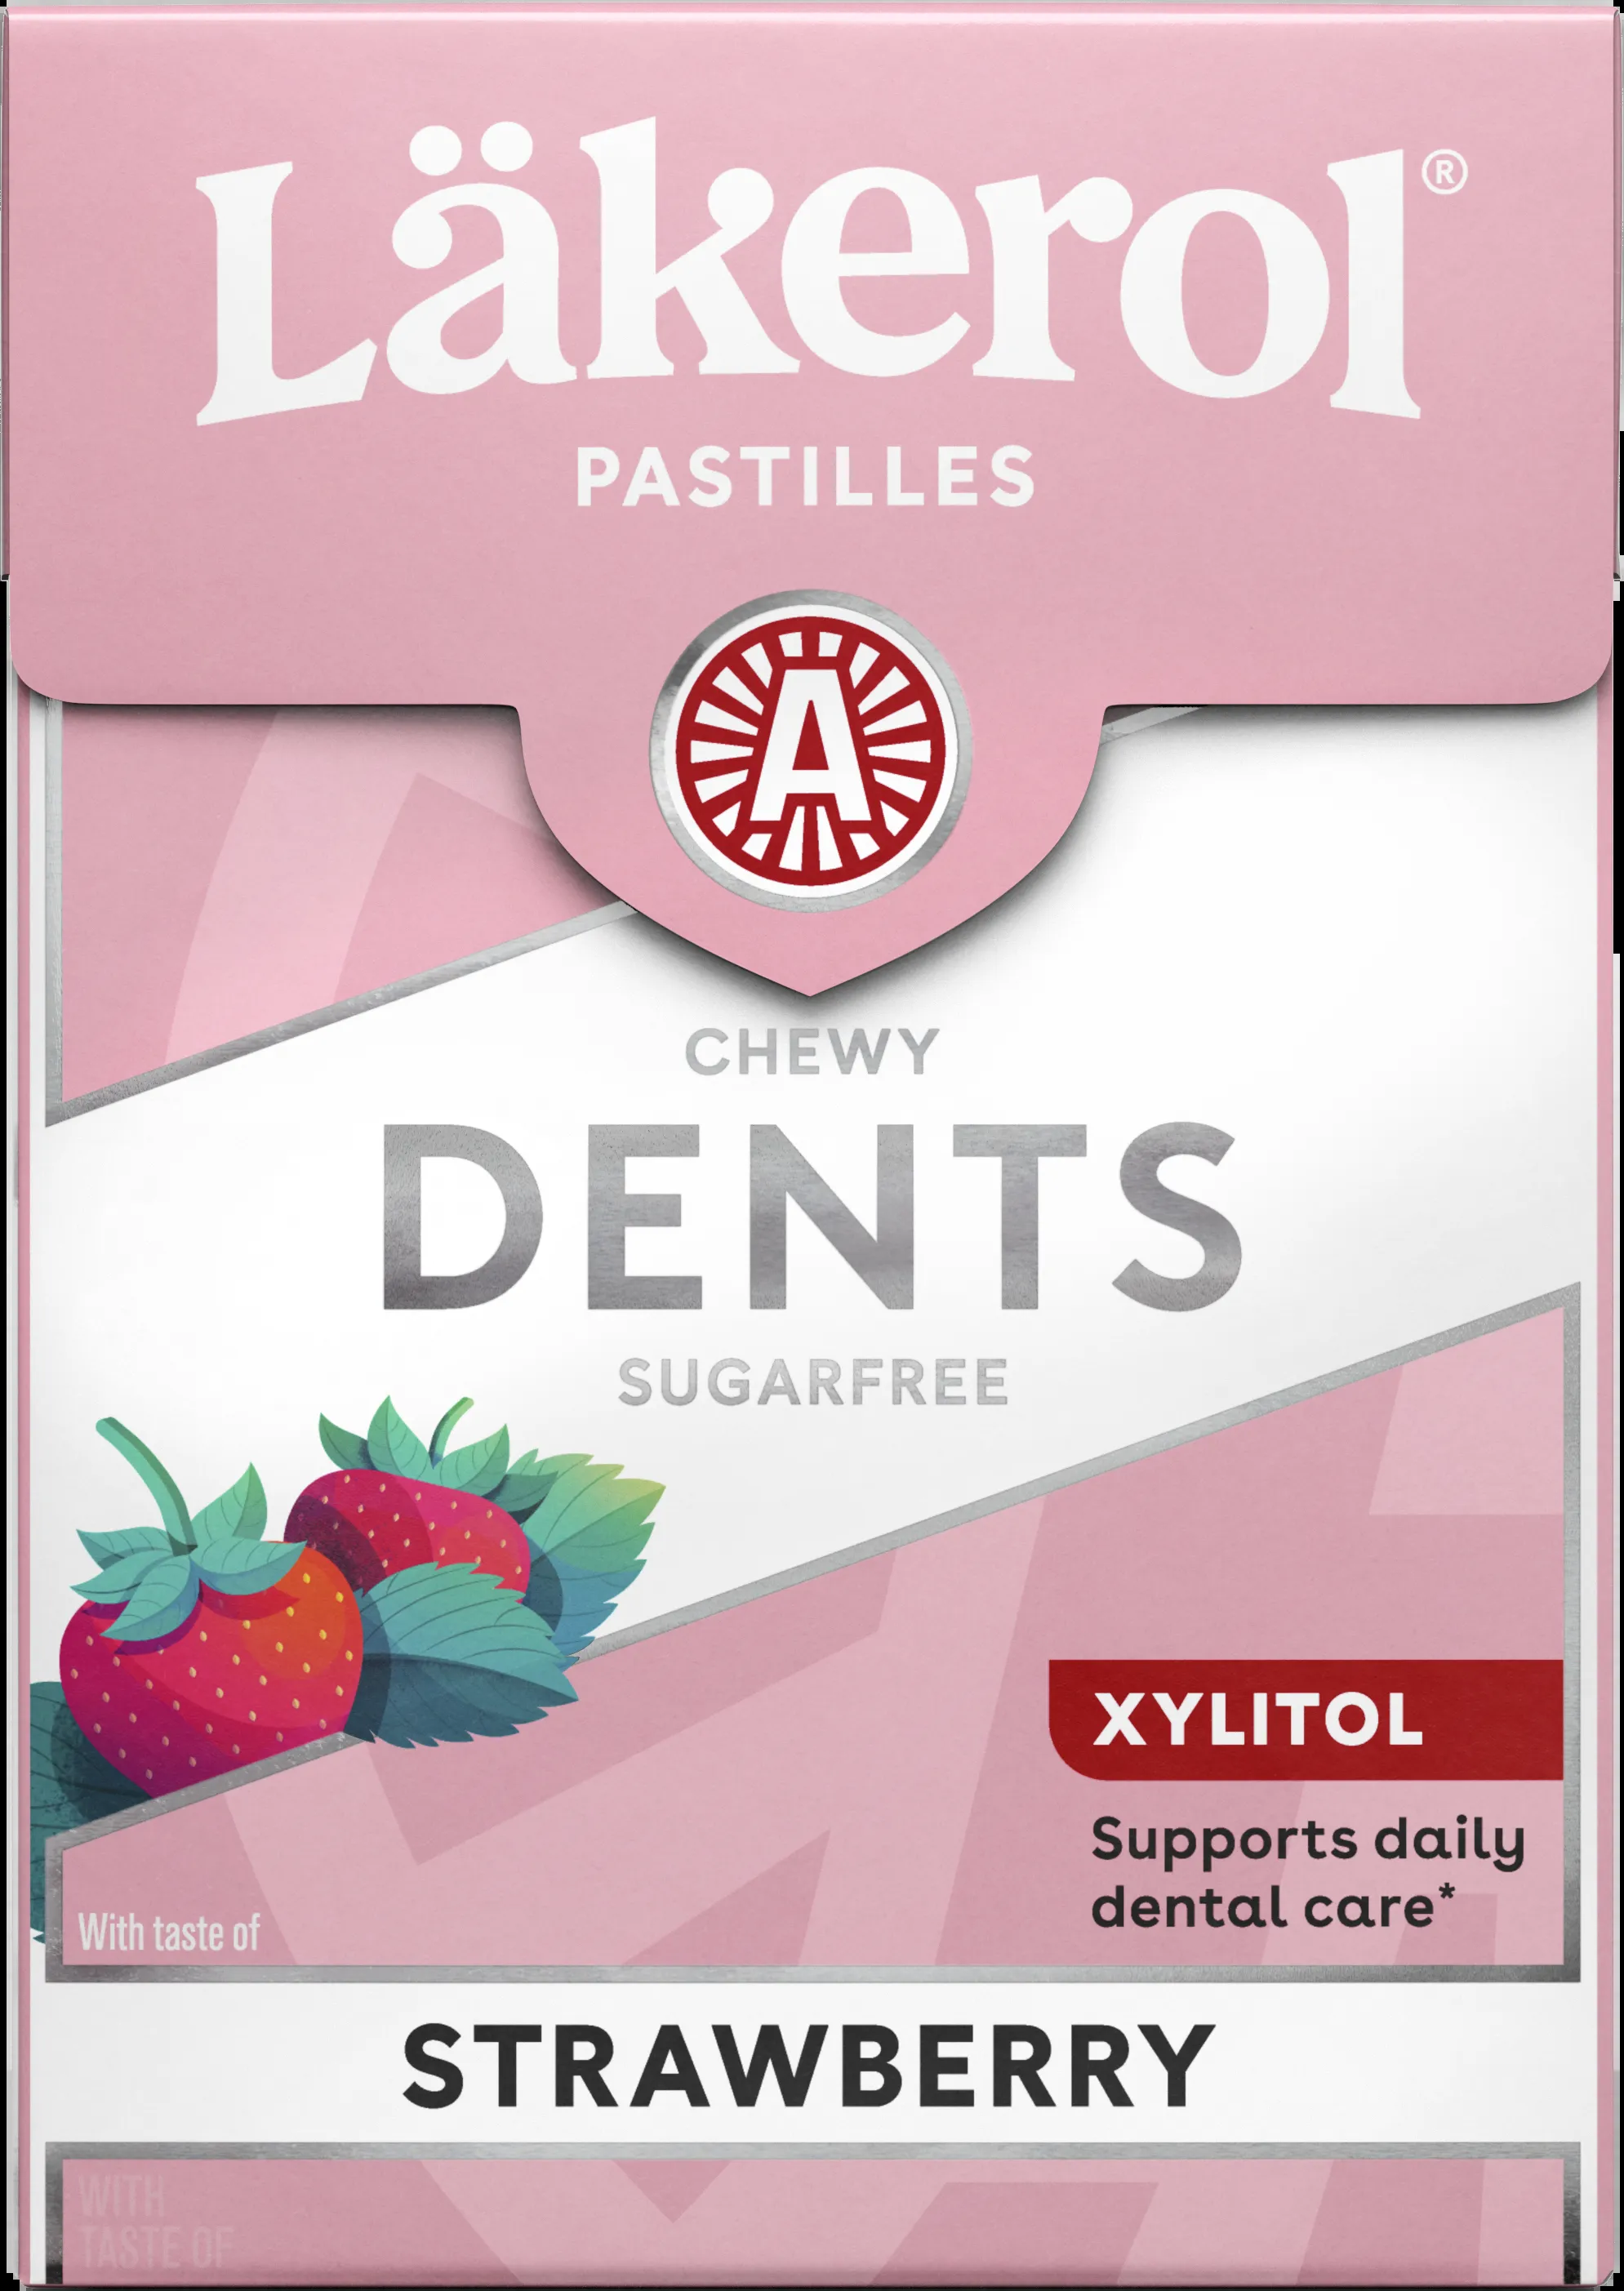 Läkerol®
PASTILLES
A
CHEWY
DENTS
SUGARFREE
XYLITOL
Supports daily
dental care*
With taste of
STRAWBERRY
WITH
TASTE OF